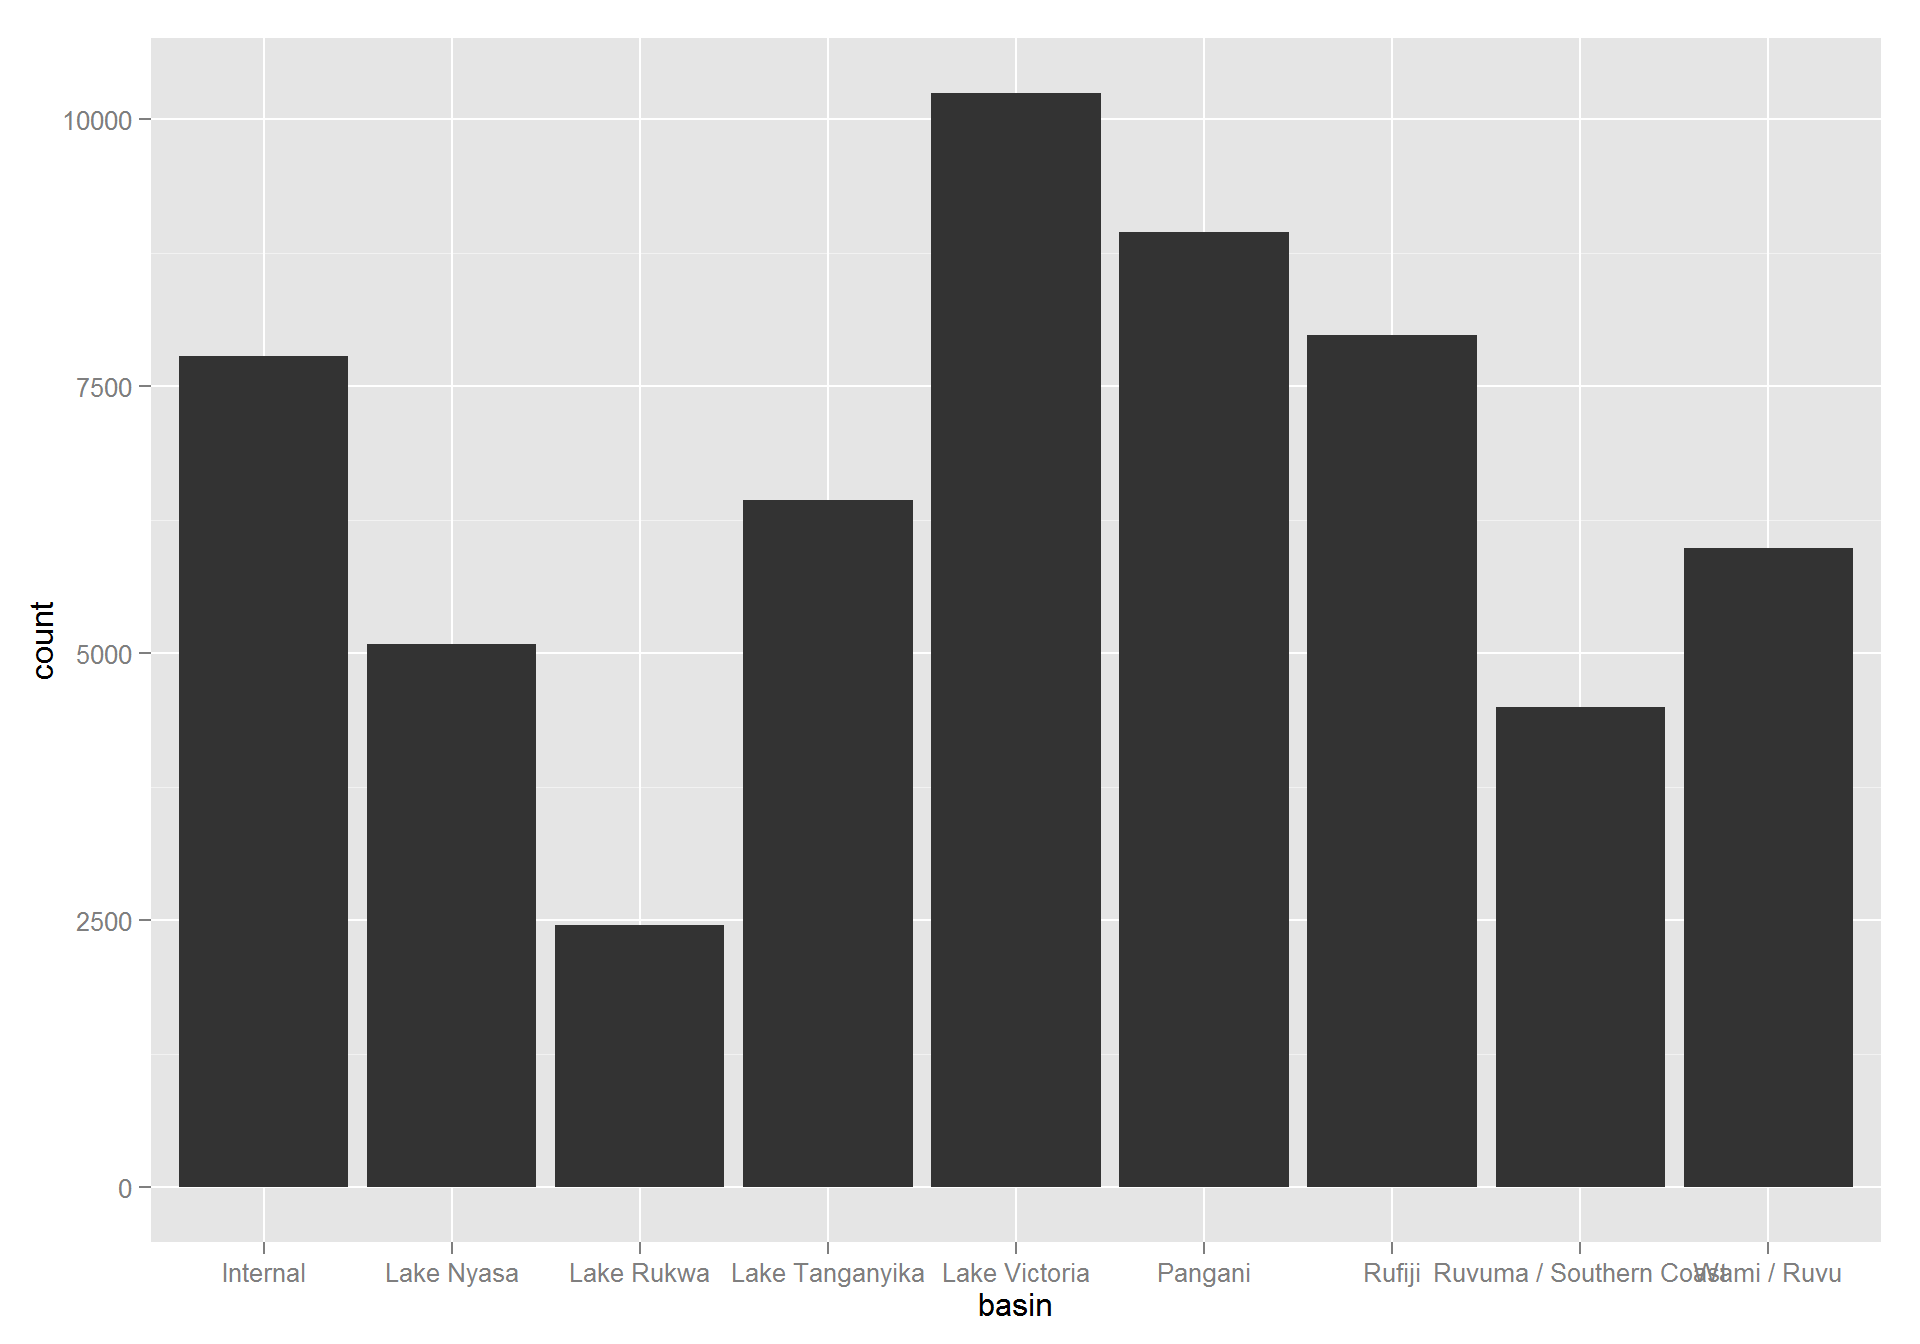 10000
7500
5000
2500
0
count
Internal Lake Nyasa Lake Rukwa Lake Tanganyika Lake Victoria Pangani Rufiji Ruvuma / Southern Coast Wami / Ruvu
basin